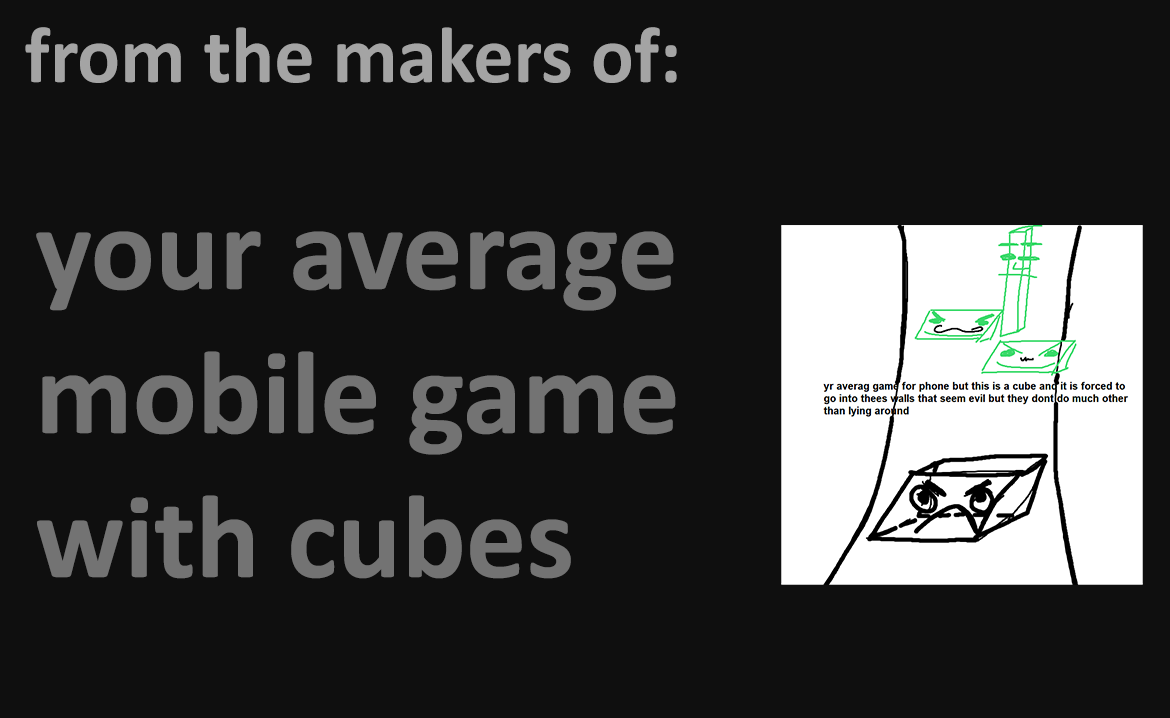 from the makers of:
your average
mobile game
with cubes
yr averag game for phone but this is a cube and it is forced to
go into thees walls that seem evil but they dont do much other
than lying around